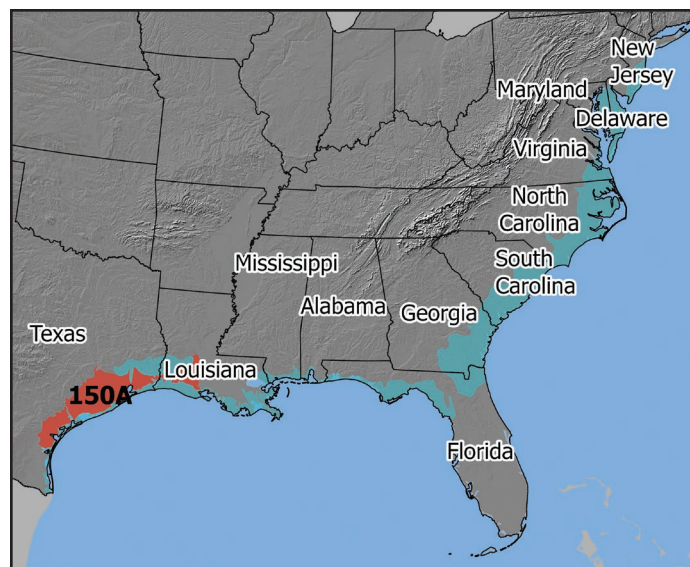 New
Jersey
Maryland
Delaware
Virginia
North
Carolina
South
Carolina
Mississippi
Alabama
Georgia
Texas
Louisiana
150A
Florida